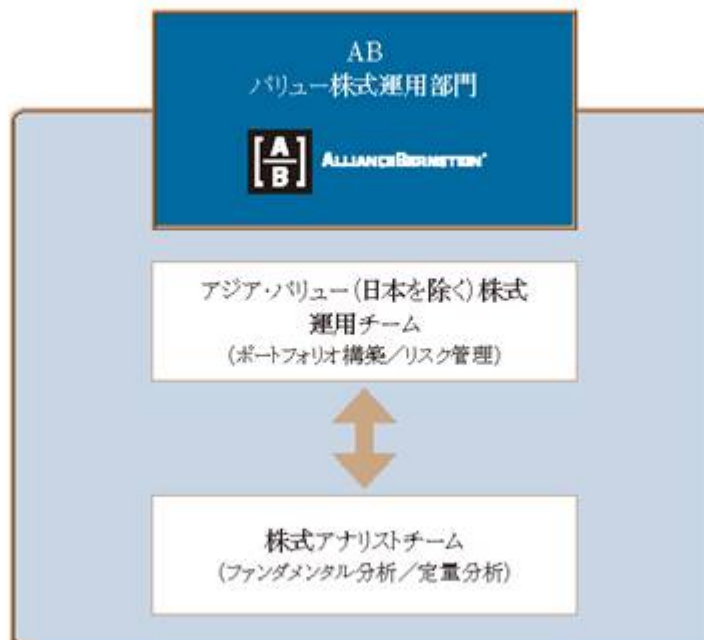 AB
バリュー株式運用部門
[A/B] ALLIANCEBERNSTEIN®
アジア・バリュー(日本を除く)株式
運用チーム
(ポートフォリオ構築/リスク管理)
株式アナリストチーム
(ファンダメンタル分析/定量分析)